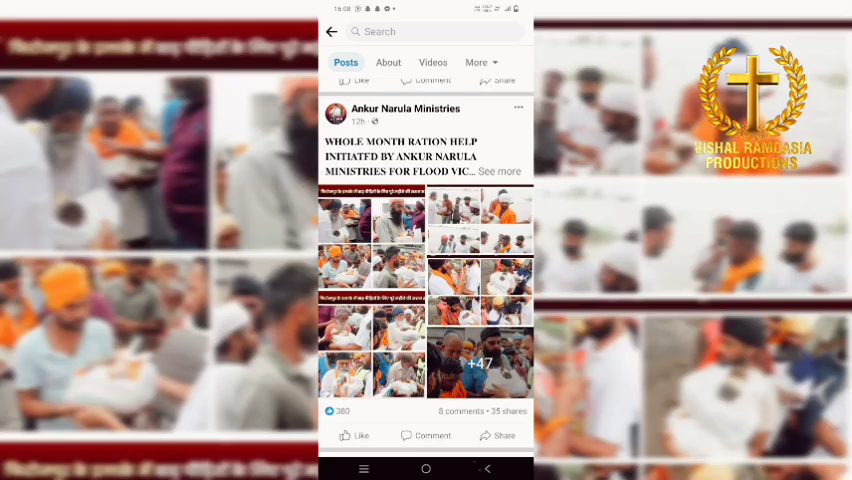 16:08
Search
Posts
About
Videos
More
Like
Comment
Share
Ankur Narula Ministries
12h
WHOLE MONTH RATION HELP
INITIATED BY ANKUR NARULA
MINISTRIES FOR FLOOD VIC... See more
+47
380
8 comments • 35 shares
Like
Comment
Share
VISHAL RAMDASIA
PRODUCTIONS